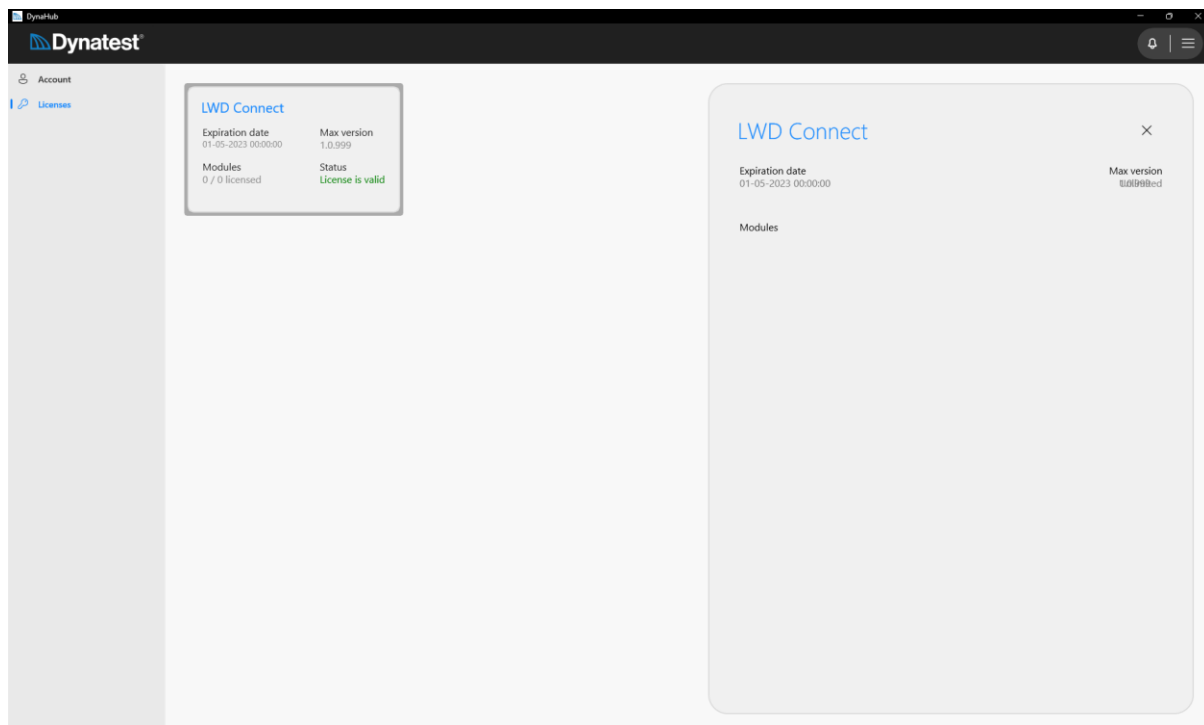 DynaHub
Dynatest®
Account
Licenses
LWD Connect
Expiration date
01-05-2023 00:00:00
Max version
1.0.999
Modules
0 / 0 licensed
Status
License is valid
LWD Connect
Expiration date
01-05-2023 00:00:00
Max version
Modules